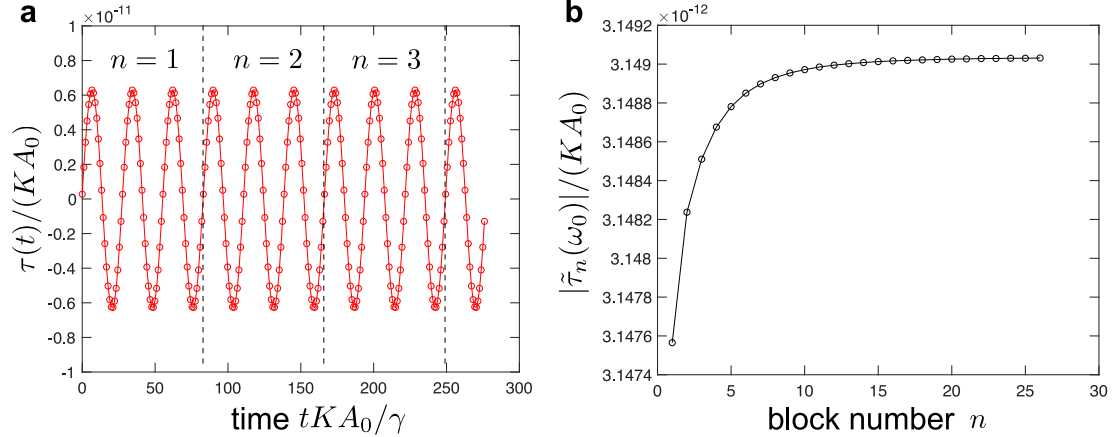 a
×10⁻¹¹
1
0.8
0.6
0.4
0.2
0
-0.2
-0.4
-0.6
-0.8
-1
τ(t)/(KA₀)
n = 1
n = 2
n = 3
0 50 100 150 200 250 300
time tKA₀/γ
b
×10⁻¹²
3.1492
3.149
3.1488
3.1486
3.1484
3.1482
3.148
3.1478
3.1476
3.1474
|τ̃ₙ(ω₀)|/(KA₀)
0 5 10 15 20 25 30
block number n